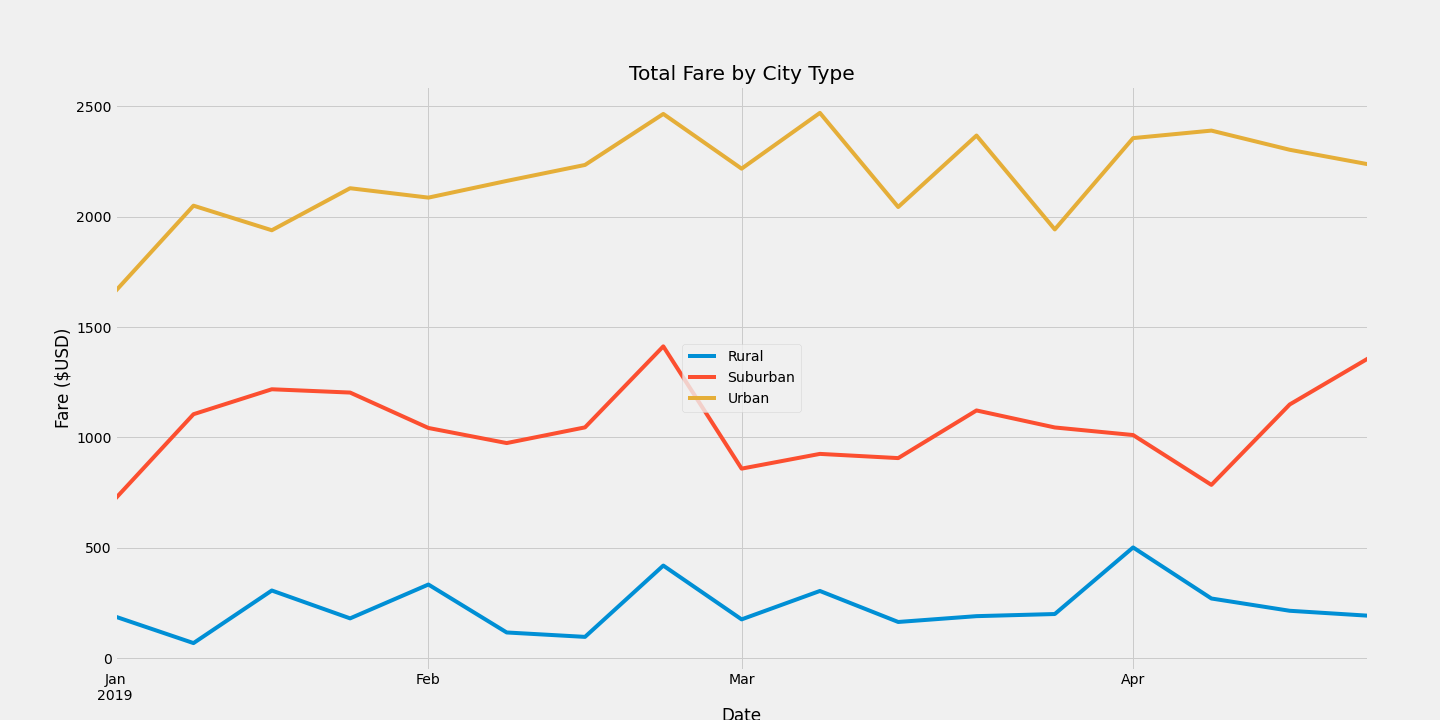 Total Fare by City Type
2500
2000
1500
1000
500
0
Fare ($USD)
Rural
Suburban
Urban
Jan Feb Mar Apr
2019
Date